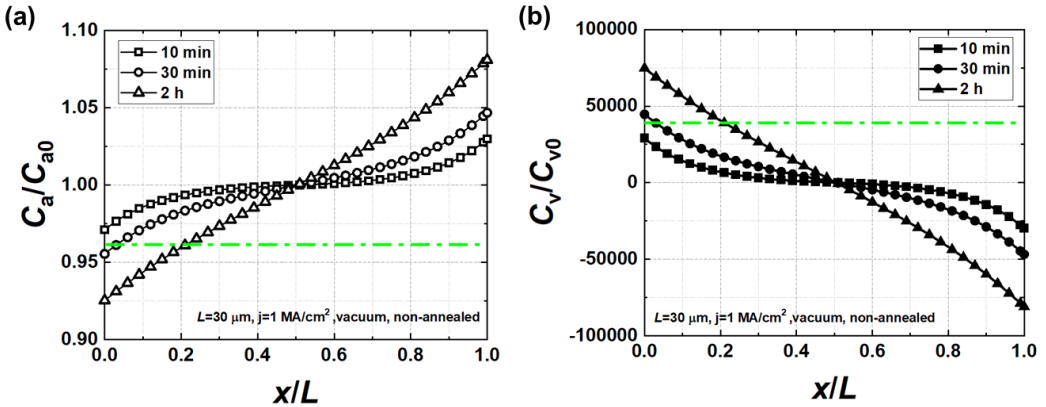 (a)
1.10
1.05
1.00
0.95
0.90
Ca/Ca0
10 min
30 min
2 h
L=30 μm, j=1 MA/cm² ,vacuum, non-annealed
0.0 0.2 0.4 0.6 0.8 1.0
x/L
(b)
100000
50000
0
-50000
-100000
Cv/Cv0
10 min
30 min
2 h
L=30 μm, j=1 MA/cm² ,vacuum, non-annealed
0.0 0.2 0.4 0.6 0.8 1.0
x/L